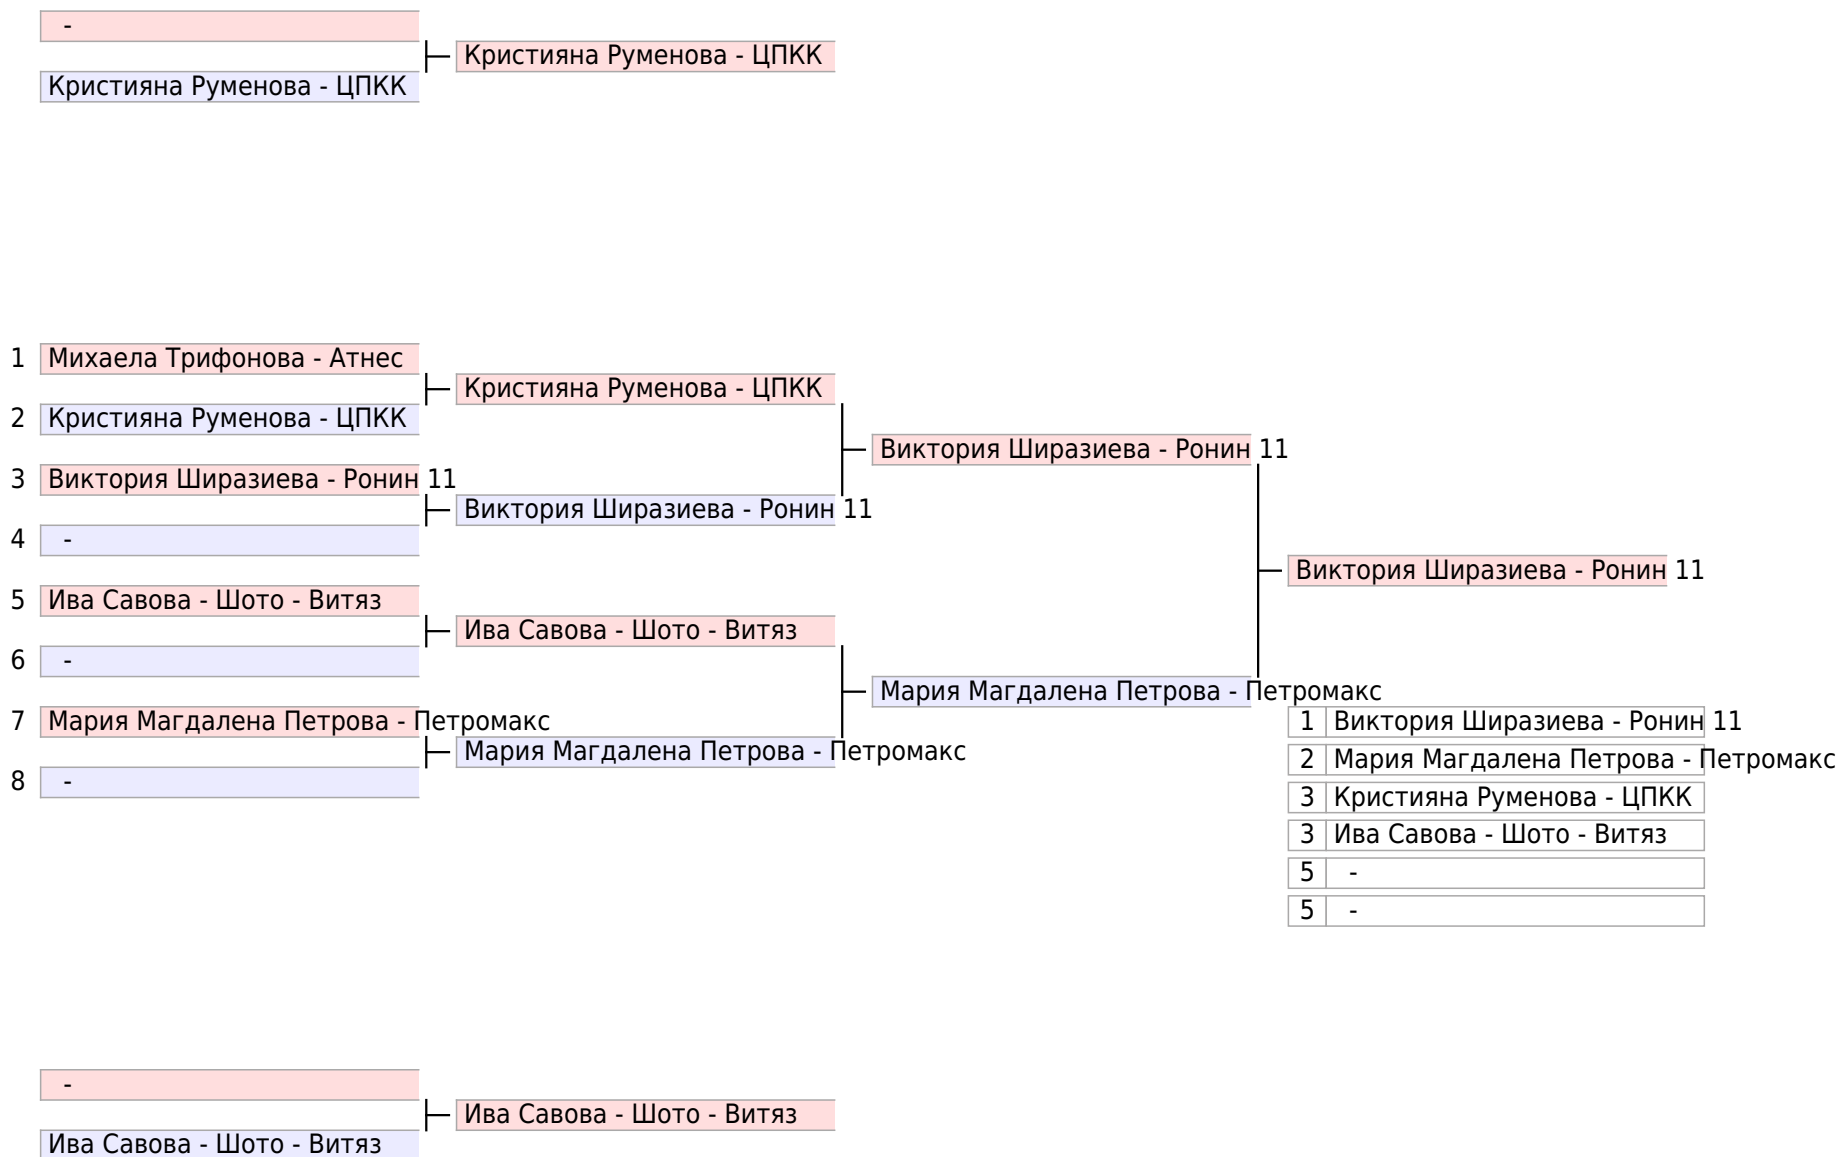 -
Кристияна Руменова - ЦПКК
Кристияна Руменова - ЦПКК
1 Михаела Трифонова - Атнес
Кристияна Руменова - ЦПКК
2 Кристияна Руменова - ЦПКК
Виктория Ширазиева - Ронин 11
3 Виктория Ширазиева - Ронин 11
Виктория Ширазиева - Ронин 11
4 -
Виктория Ширазиева - Ронин 11
5 Ива Савова - Шото - Витяз
Ива Савова - Шото - Витяз
6 -
Мария Магдалена Петрова - Петромакс
7 Мария Магдалена Петрова - Петромакс
Мария Магдалена Петрова - Петромакс
8 -
1 Виктория Ширазиева - Ронин 11
2 Мария Магдалена Петрова - Петромакс
3 Кристияна Руменова - ЦПКК
3 Ива Савова - Шото - Витяз
5 -
5 -
-
Ива Савова - Шото - Витяз
Ива Савова - Шото - Витяз